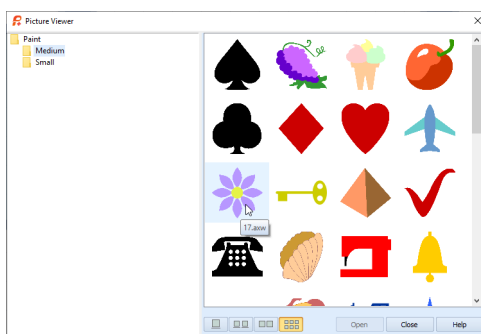 Picture Viewer
Paint
Medium
Small
17.axw
Open
Close
Help